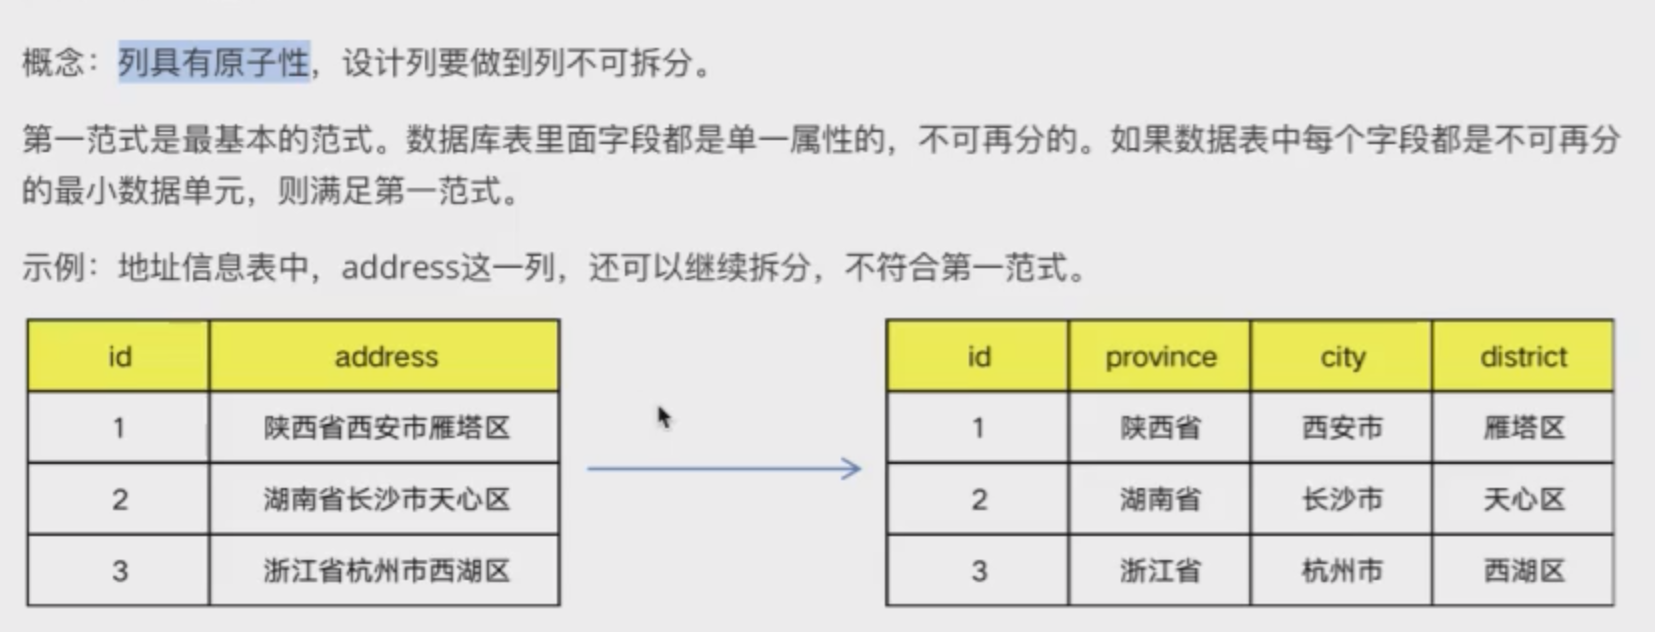 概念：列具有原子性，设计列要做到列不可拆分。
第一范式是最基本的范式。数据库表里面字段都是单一属性的，不可再分的。如果数据表中每个字段都是不可再分
的最小数据单元，则满足第一范式。
示例：地址信息表中，address这一列，还可以继续拆分，不符合第一范式。
id address
1 陕西省西安市雁塔区
2 湖南省长沙市天心区
3 浙江省杭州市西湖区
id province city district
1 陕西省 西安市 雁塔区
2 湖南省 长沙市 天心区
3 浙江省 杭州市 西湖区